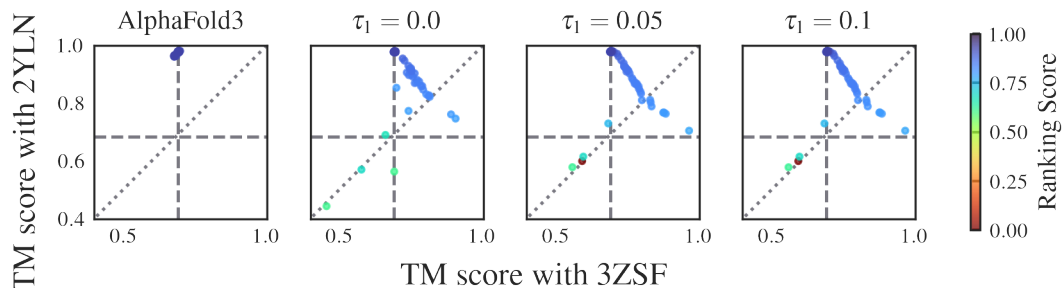 AlphaFold3
τ₁ = 0.0
τ₁ = 0.05
τ₁ = 0.1
TM score with 2YLN
1.0
0.8
0.6
0.4
0.5 1.0
0.5 1.0
0.5 1.0
0.5 1.0
TM score with 3ZSF
1.00
0.75
0.50
0.25
0.00
Ranking Score